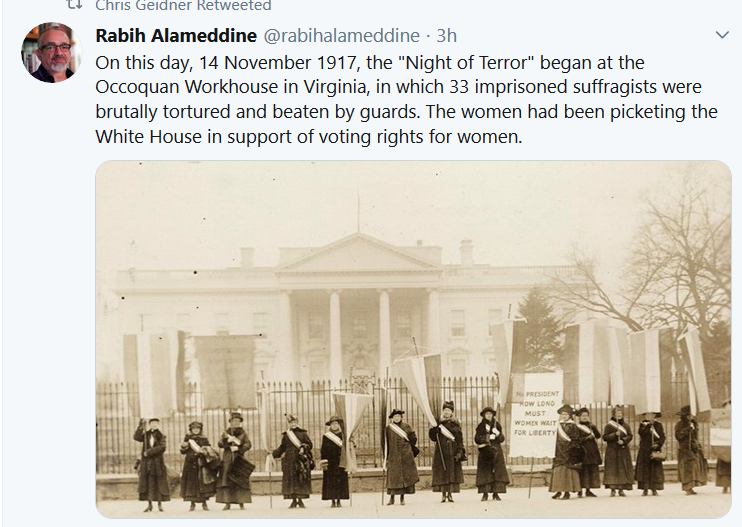 Chris Geidner Retweeted
Rabih Alameddine @rabihalameddine · 3h
On this day, 14 November 1917, the "Night of Terror" began at the
Occoquan Workhouse in Virginia, in which 33 imprisoned suffragists were
brutally tortured and beaten by guards. The women had been picketing the
White House in support of voting rights for women.
MR PRESIDENT
HOW LONG
MUST
WOMEN WAIT
FOR LIBERTY